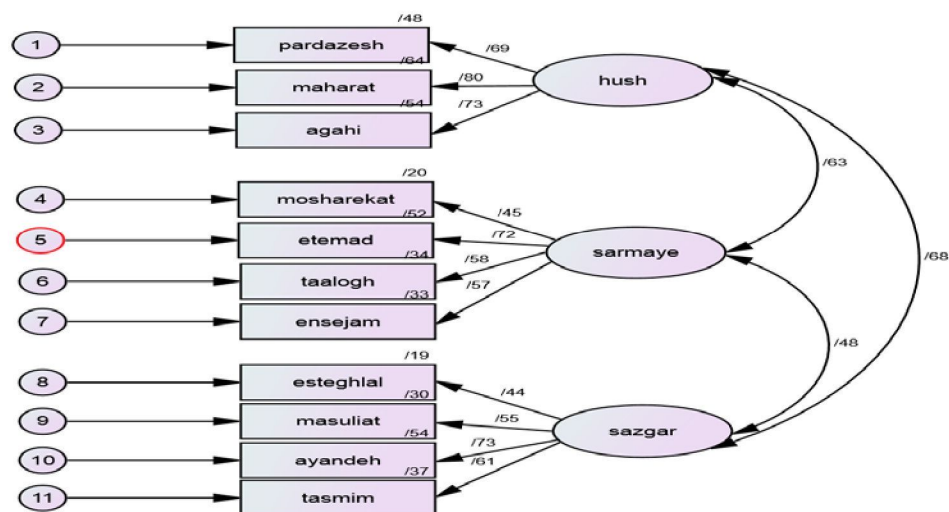 /48
1 pardazesh /69
/64
2 maharat /80 hush
/54 /73
3 agahi
/63
/20
4 mosharekat /45
/52
5 etemad /72 sarmaye
/34 /58 /68
6 taalogh
/33 /57
7 ensejam
/48
/19
8 esteghlal /44
/30
9 masuliat /55 sazgar
/54 /73
10 ayandeh
/37 /61
11 tasmim